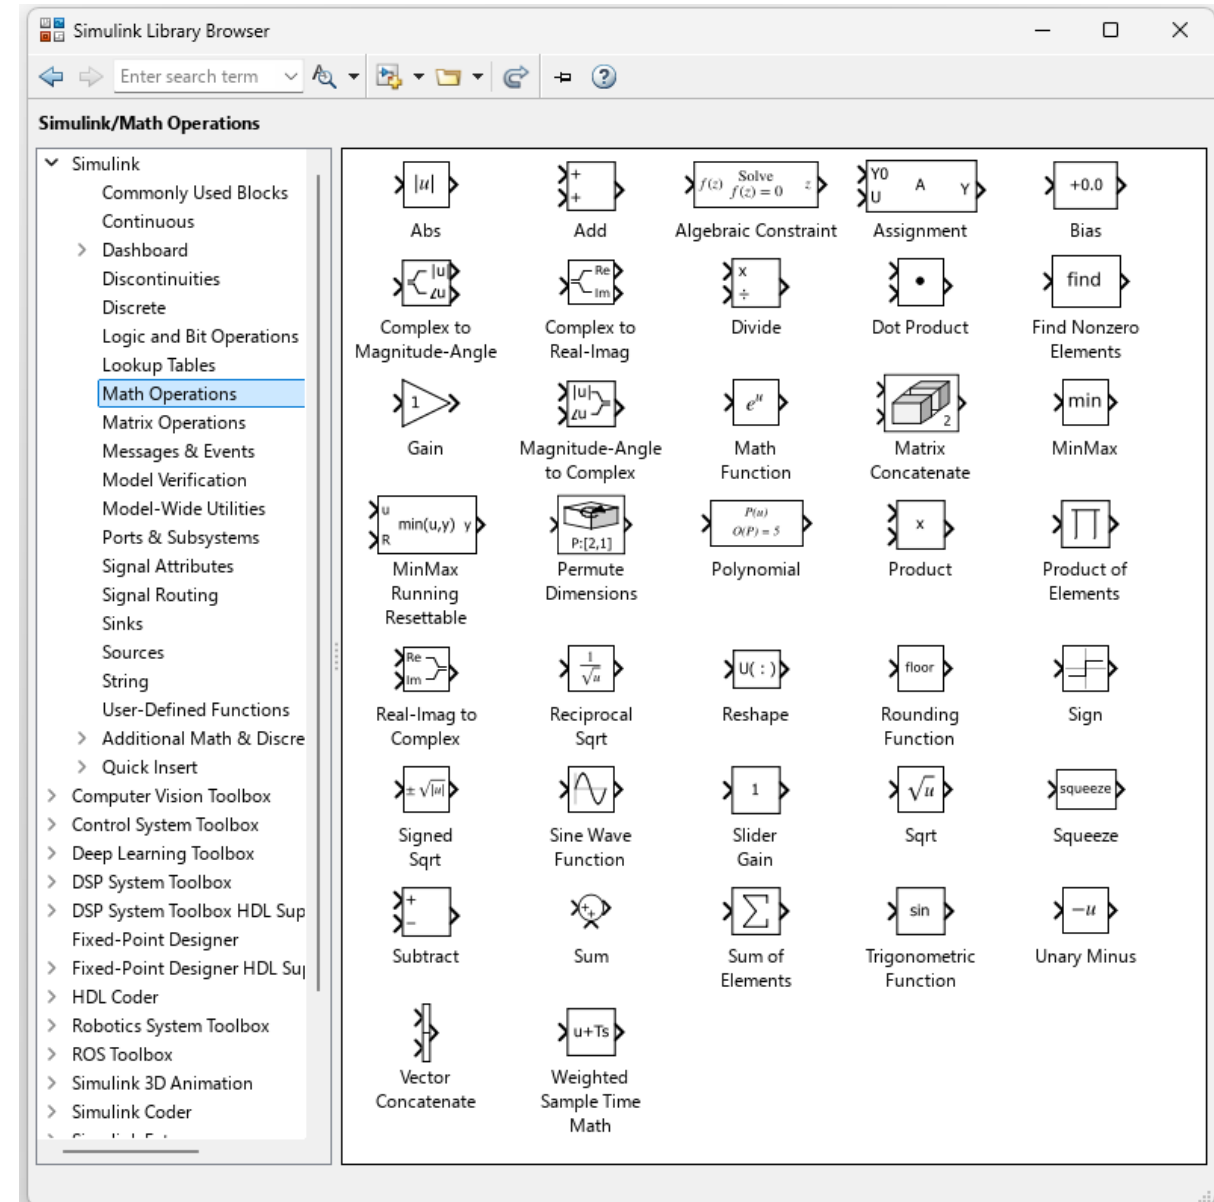 Simulink Library Browser
Enter search term
Simulink/Math Operations
Simulink
Commonly Used Blocks
Continuous
Dashboard
Discontinuities
Discrete
Logic and Bit Operations
Lookup Tables
Math Operations
Matrix Operations
Messages & Events
Model Verification
Model-Wide Utilities
Ports & Subsystems
Signal Attributes
Signal Routing
Sinks
Sources
String
User-Defined Functions
Additional Math & Discre
Quick Insert
Computer Vision Toolbox
Control System Toolbox
Deep Learning Toolbox
DSP System Toolbox
DSP System Toolbox HDL Sup
Fixed-Point Designer
Fixed-Point Designer HDL Su
HDL Coder
Robotics System Toolbox
ROS Toolbox
Simulink 3D Animation
Simulink Coder
|u|
Abs
+
+
Add
f(z) Solve f(z) = 0 z
Algebraic Constraint
Y0
U A Y
Assignment
+0.0
Bias
|u|
∠u
Complex to
Magnitude-Angle
Re
Im
Complex to
Real-Imag
×
÷
Divide
Dot Product
find
Find Nonzero
Elements
1
Gain
|u|
∠u
Magnitude-Angle
to Complex
e^u
Math
Function
2
Matrix
Concatenate
min
MinMax
u
R min(u,y) y
MinMax
Running
Resettable
P:[2,1]
Permute
Dimensions
P(u)
O(P) = 5
Polynomial
×
Product
∏
Product of
Elements
Re
Im
Real-Imag to
Complex
1
√u
Reciprocal
Sqrt
U( : )
Reshape
floor
Rounding
Function
Sign
± √|u|
Signed
Sqrt
Sine Wave
Function
1
Slider
Gain
√u
Sqrt
squeeze
Squeeze
+
−
Subtract
+
+
Sum
∑
Sum of
Elements
sin
Trigonometric
Function
−u
Unary Minus
Vector
Concatenate
u+Ts
Weighted
Sample Time
Math